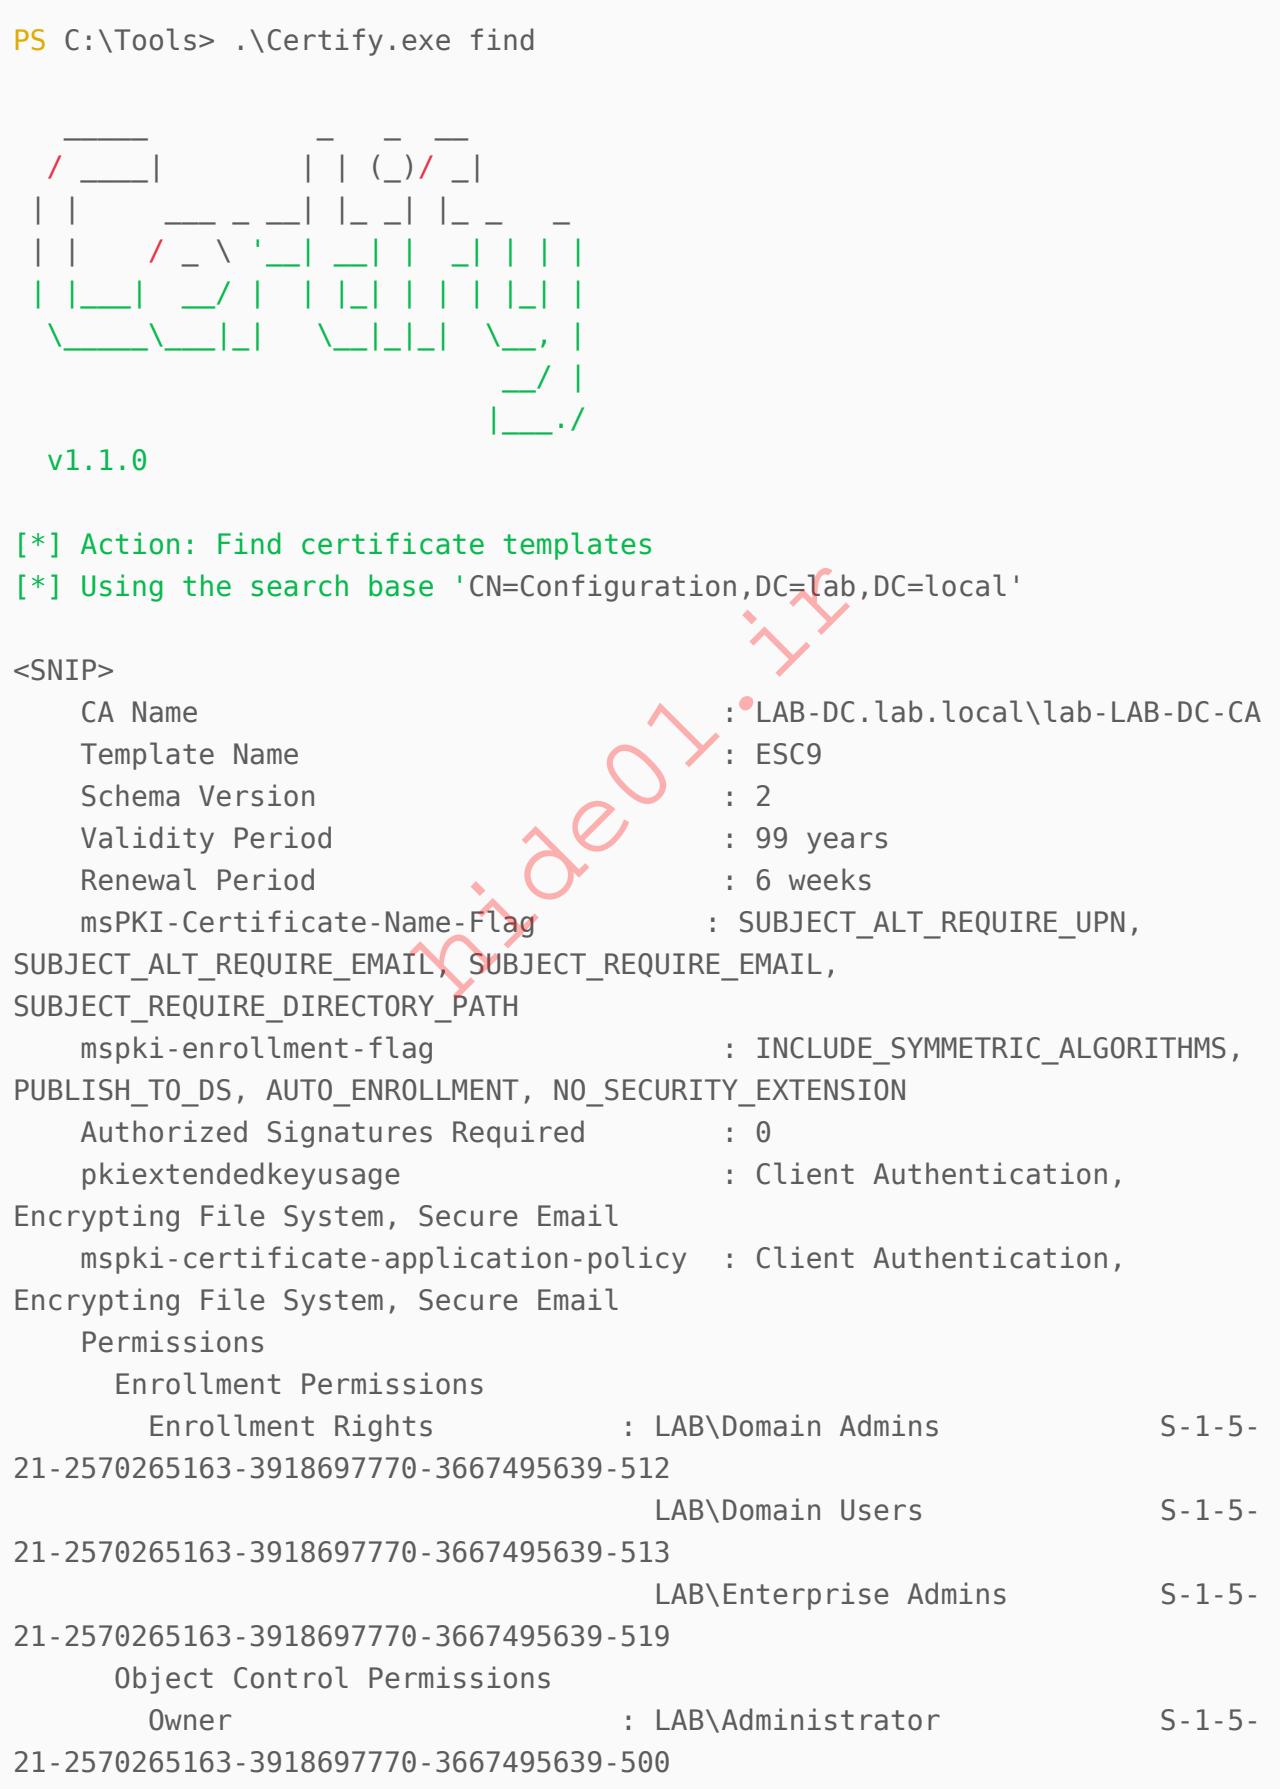 PS C:\Tools> .\Certify.exe find
   _____          _   _  __
  / ____|        | | (_)/ _|
 | |     ___ _ __| |_ _| |_ _   _
 | |    / _ \ '__| __| |  _| | | |
 | |___|  __/ |  | |_| | | | |_| |
  \_____\___|_|   \__|_|_|  \__, |
                             __/ |
                            |___./
  v1.1.0
[*] Action: Find certificate templates
[*] Using the search base 'CN=Configuration,DC=lab,DC=local'
<SNIP>
    CA Name                               : LAB-DC.lab.local\lab-LAB-DC-CA
    Template Name                         : ESC9
    Schema Version                        : 2
    Validity Period                       : 99 years
    Renewal Period                        : 6 weeks
    msPKI-Certificate-Name-Flag          : SUBJECT_ALT_REQUIRE_UPN,
SUBJECT_ALT_REQUIRE_EMAIL, SUBJECT_REQUIRE_EMAIL,
SUBJECT_REQUIRE_DIRECTORY_PATH
    mspki-enrollment-flag                 : INCLUDE_SYMMETRIC_ALGORITHMS,
PUBLISH_TO_DS, AUTO_ENROLLMENT, NO_SECURITY_EXTENSION
    Authorized Signatures Required        : 0
    pkiextendedkeyusage                   : Client Authentication,
Encrypting File System, Secure Email
    mspki-certificate-application-policy  : Client Authentication,
Encrypting File System, Secure Email
    Permissions
      Enrollment Permissions
        Enrollment Rights           : LAB\Domain Admins             S-1-5-
21-2570265163-3918697770-3667495639-512
                                      LAB\Domain Users              S-1-5-
21-2570265163-3918697770-3667495639-513
                                      LAB\Enterprise Admins         S-1-5-
21-2570265163-3918697770-3667495639-519
      Object Control Permissions
        Owner                       : LAB\Administrator             S-1-5-
21-2570265163-3918697770-3667495639-500
hide01.ir